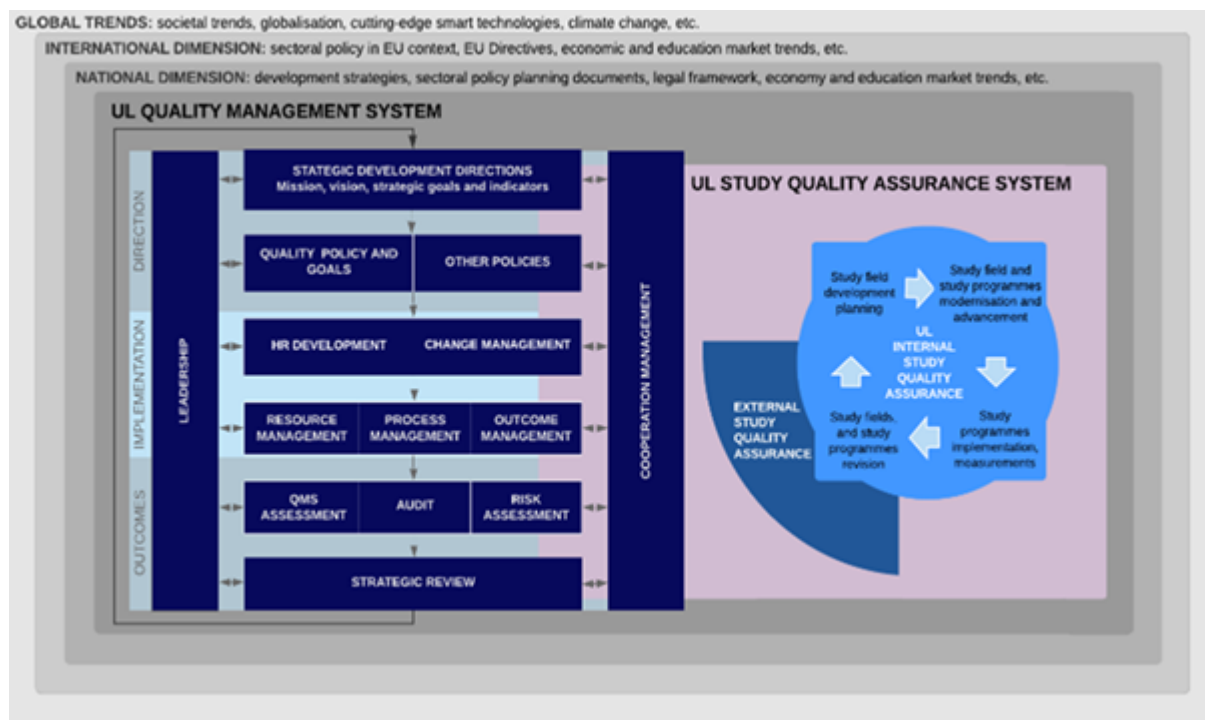 GLOBAL TRENDS: societal trends, globalisation, cutting-edge smart technologies, climate change, etc.
INTERNATIONAL DIMENSION: sectoral policy in EU context, EU Directives, economic and education market trends, etc.
NATIONAL DIMENSION: development strategies, sectoral policy planning documents, legal framework, economy and education market trends, etc.
UL QUALITY MANAGEMENT SYSTEM
DIRECTION
IMPLEMENTATION
OUTCOMES
LEADERSHIP
STATEGIC DEVELOPMENT DIRECTIONS
Mission, vision, strategic goals and indicators
QUALITY POLICY AND
GOALS
OTHER POLICIES
HR DEVELOPMENT
CHANGE MANAGEMENT
RESOURCE
MANAGEMENT
PROCESS
MANAGEMENT
OUTCOME
MANAGEMENT
QMS
ASSESSMENT
AUDIT
RISK
ASSESSMENT
STRATEGIC REVIEW
COOPERATION MANAGEMENT
UL STUDY QUALITY ASSURANCE SYSTEM
Study field
development
planning
Study field and
study programmes
modernisation and
advancement
UL
INTERNAL
STUDY
QUALITY
ASSURANCE
EXTERNAL
STUDY
QUALITY
ASSURANCE
Study fields,
and study
programmes
revision
Study
programmes
implementation,
measurements